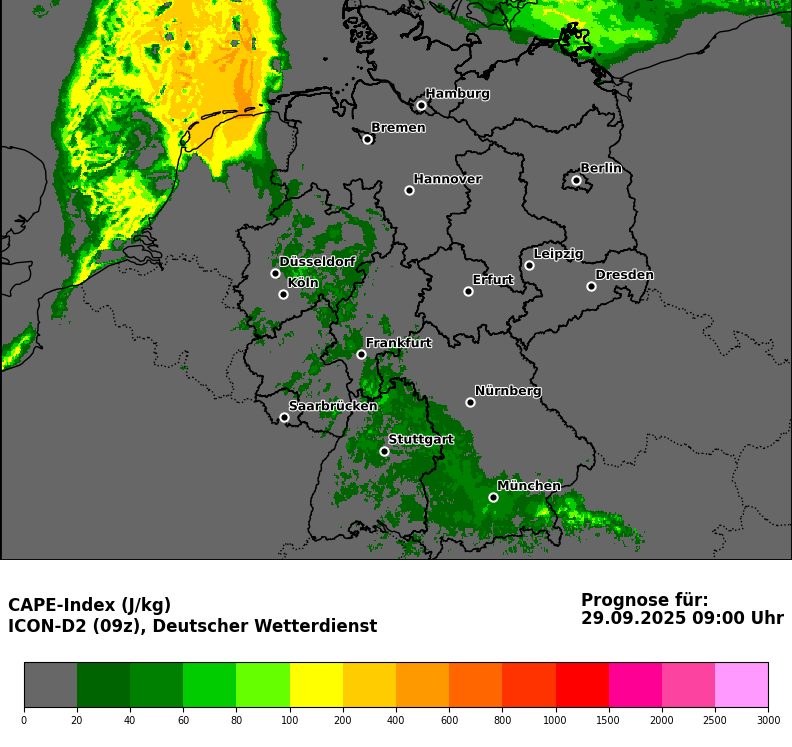 Hamburg
Bremen
Berlin
Hannover
Leipzig
Düsseldorf
Dresden
Köln
Erfurt
Frankfurt
Nürnberg
Saarbrücken
Stuttgart
München
CAPE-Index (J/kg)
ICON-D2 (09z), Deutscher Wetterdienst
Prognose für:
29.09.2025 09:00 Uhr
0 20 40 60 80 100 200 400 600 800 1000 1500 2000 2500 3000